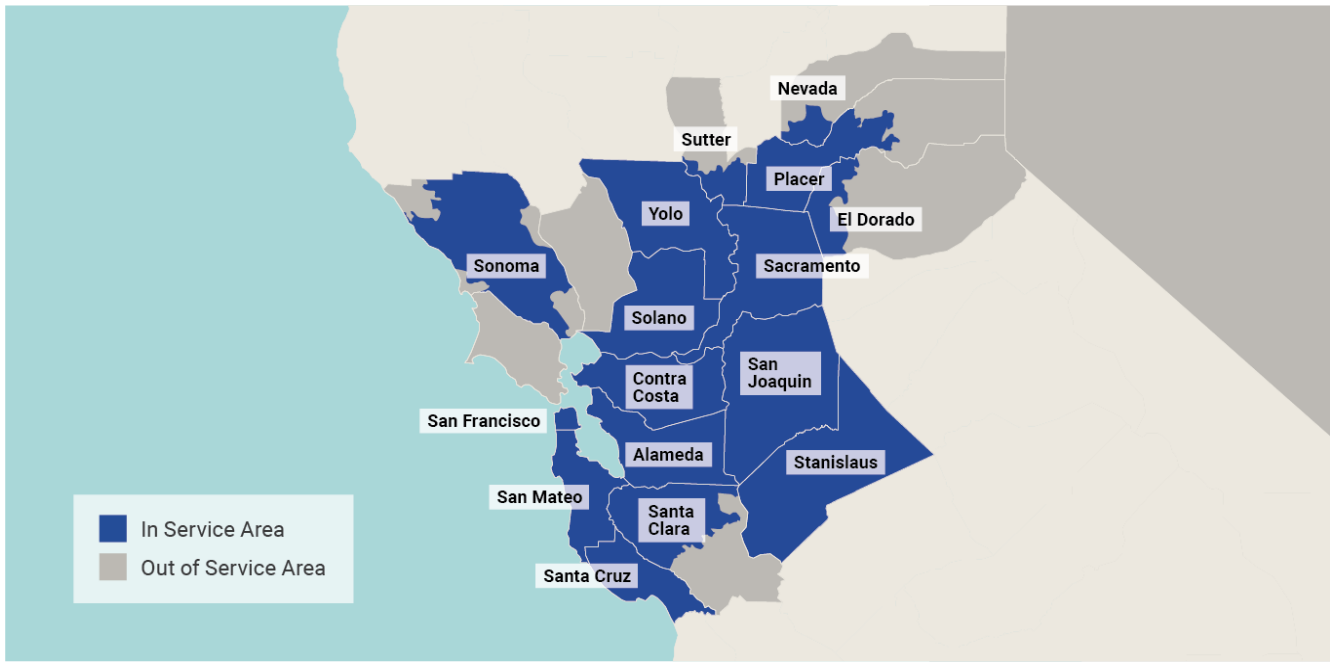 Nevada
Sutter
Placer
Yolo
El Dorado
Sonoma
Sacramento
Solano
San
Joaquin
Contra
Costa
San Francisco
Alameda
Stanislaus
San Mateo
Santa
Clara
Santa Cruz
In Service Area
Out of Service Area